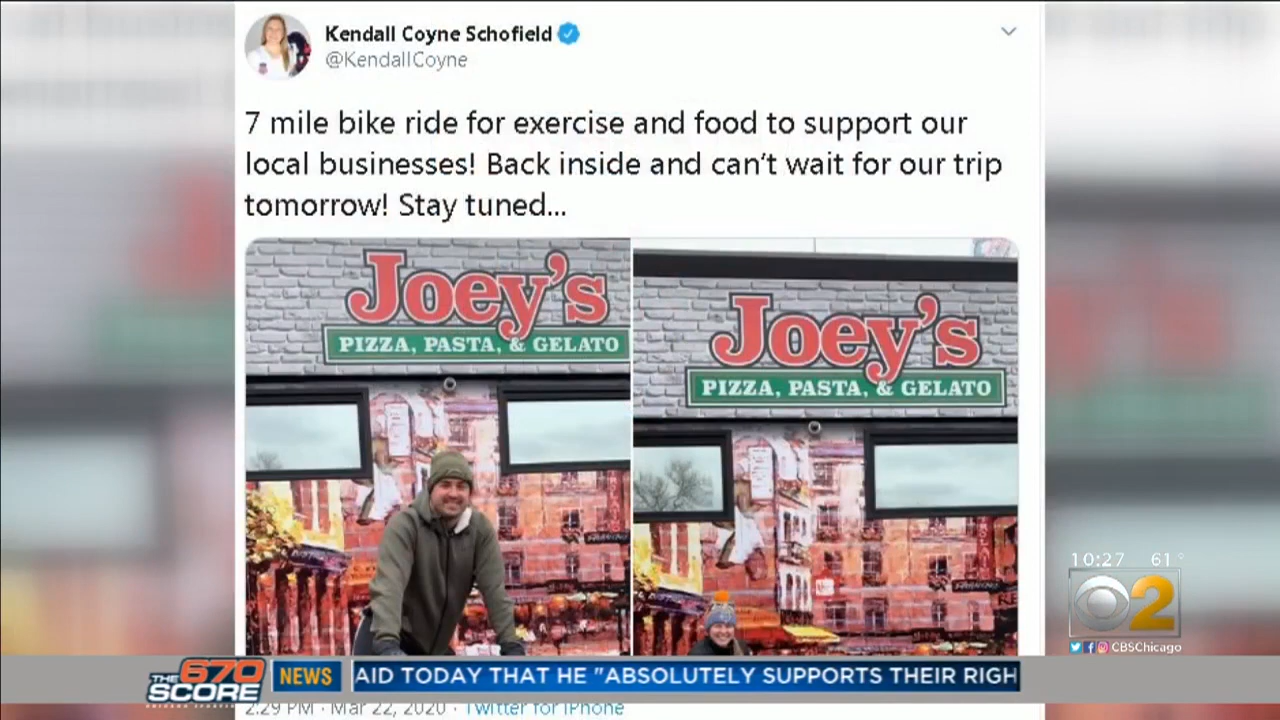 Kendall Coyne Schofield
@KendallCoyne
7 mile bike ride for exercise and food to support our
local businesses! Back inside and can't wait for our trip
tomorrow! Stay tuned...
Joey's
PIZZA, PASTA, & GELATO
Joey's
PIZZA, PASTA, & GELATO
10:27 61°
2
CBSChicago
THE 670 SCORE
NEWS
AID TODAY THAT HE "ABSOLUTELY SUPPORTS THEIR RIGH
2:29 PM · Mar 22, 2020 · Twitter for iPhone